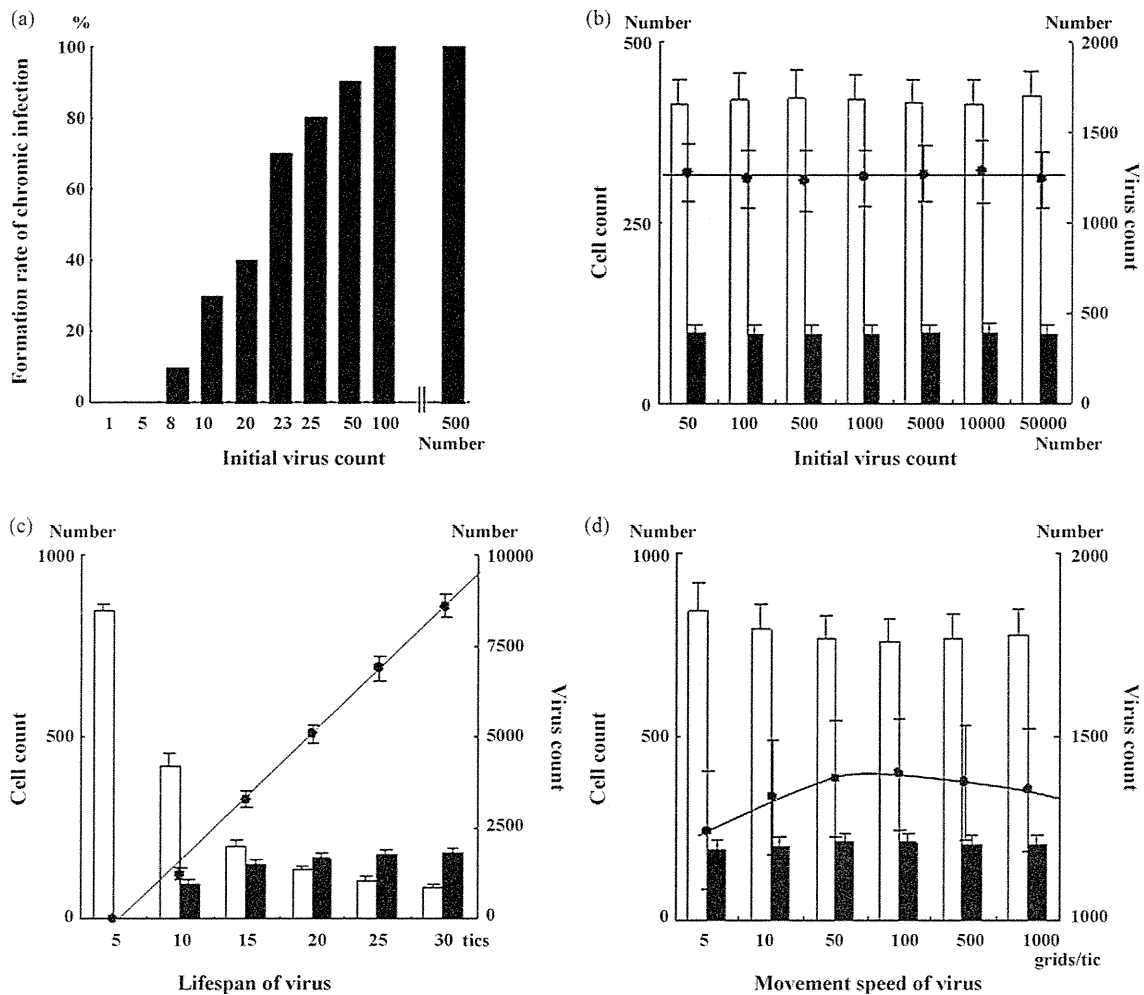 (a)
%
Formation rate of chromic infection
100
80
60
40
20
0
1 5 8 10 20 23 25 50 100 500
Number
Initial virus count
(b)
Number Number
Cell count
500
250
0
Virus count
2000
1500
1000
500
0
50 100 500 1000 5000 10000 50000
Number
Initial virus count
(c)
Number Number
Cell count
1000
500
0
Virus count
10000
7500
5000
2500
0
5 10 15 20 25 30 tics
Lifespan of virus
(d)
Number Number
Cell count
1000
500
0
Virus count
2000
1500
1000
5 10 50 100 500 1000
grids/tic
Movement speed of virus